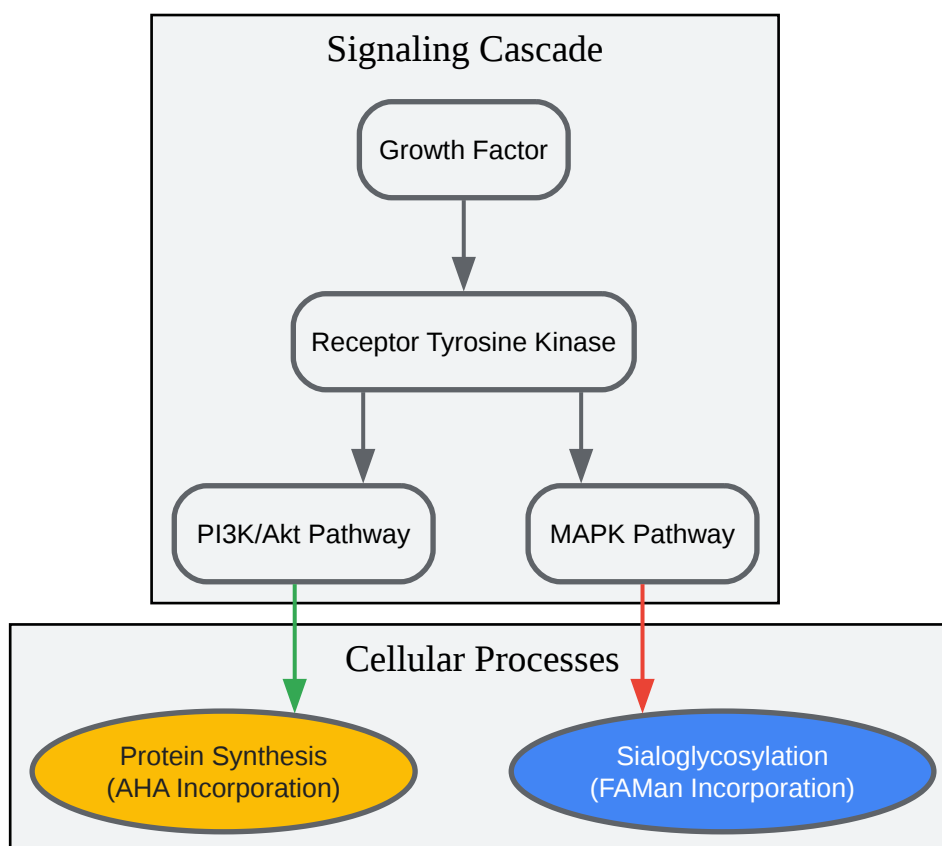 Signaling Cascade
Growth Factor
Receptor Tyrosine Kinase
PI3K/Akt Pathway
MAPK Pathway
Cellular Processes
Protein Synthesis
(AHA Incorporation)
Sialoglycosylation
(FAMan Incorporation)